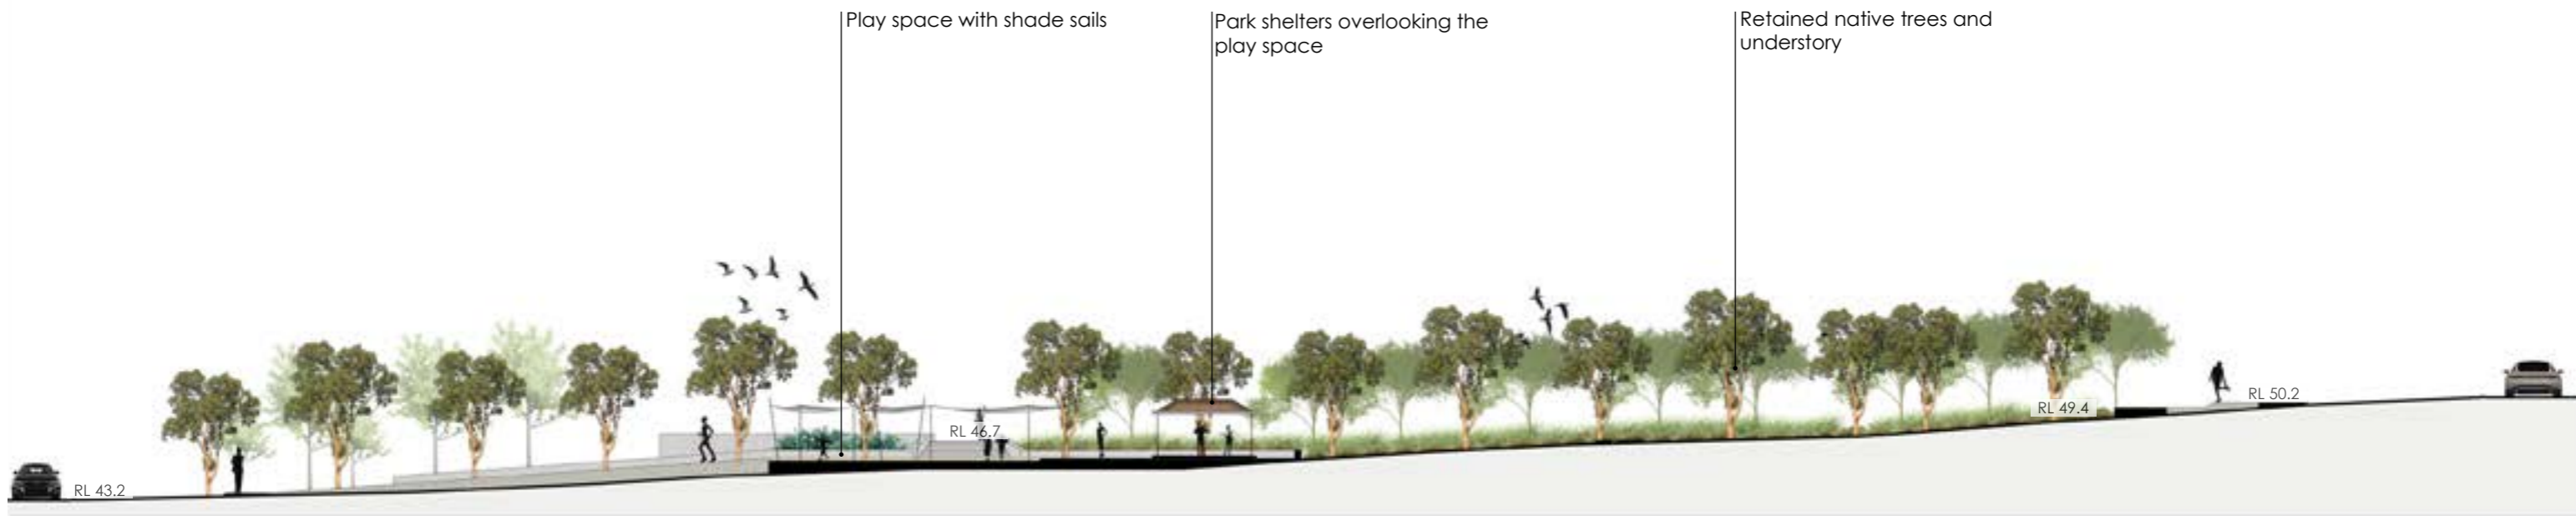 Play space with shade sails
Park shelters overlooking the
play space
Retained native trees and
understory
RL 43.2
RL 46.7
RL 49.4
RL 50.2